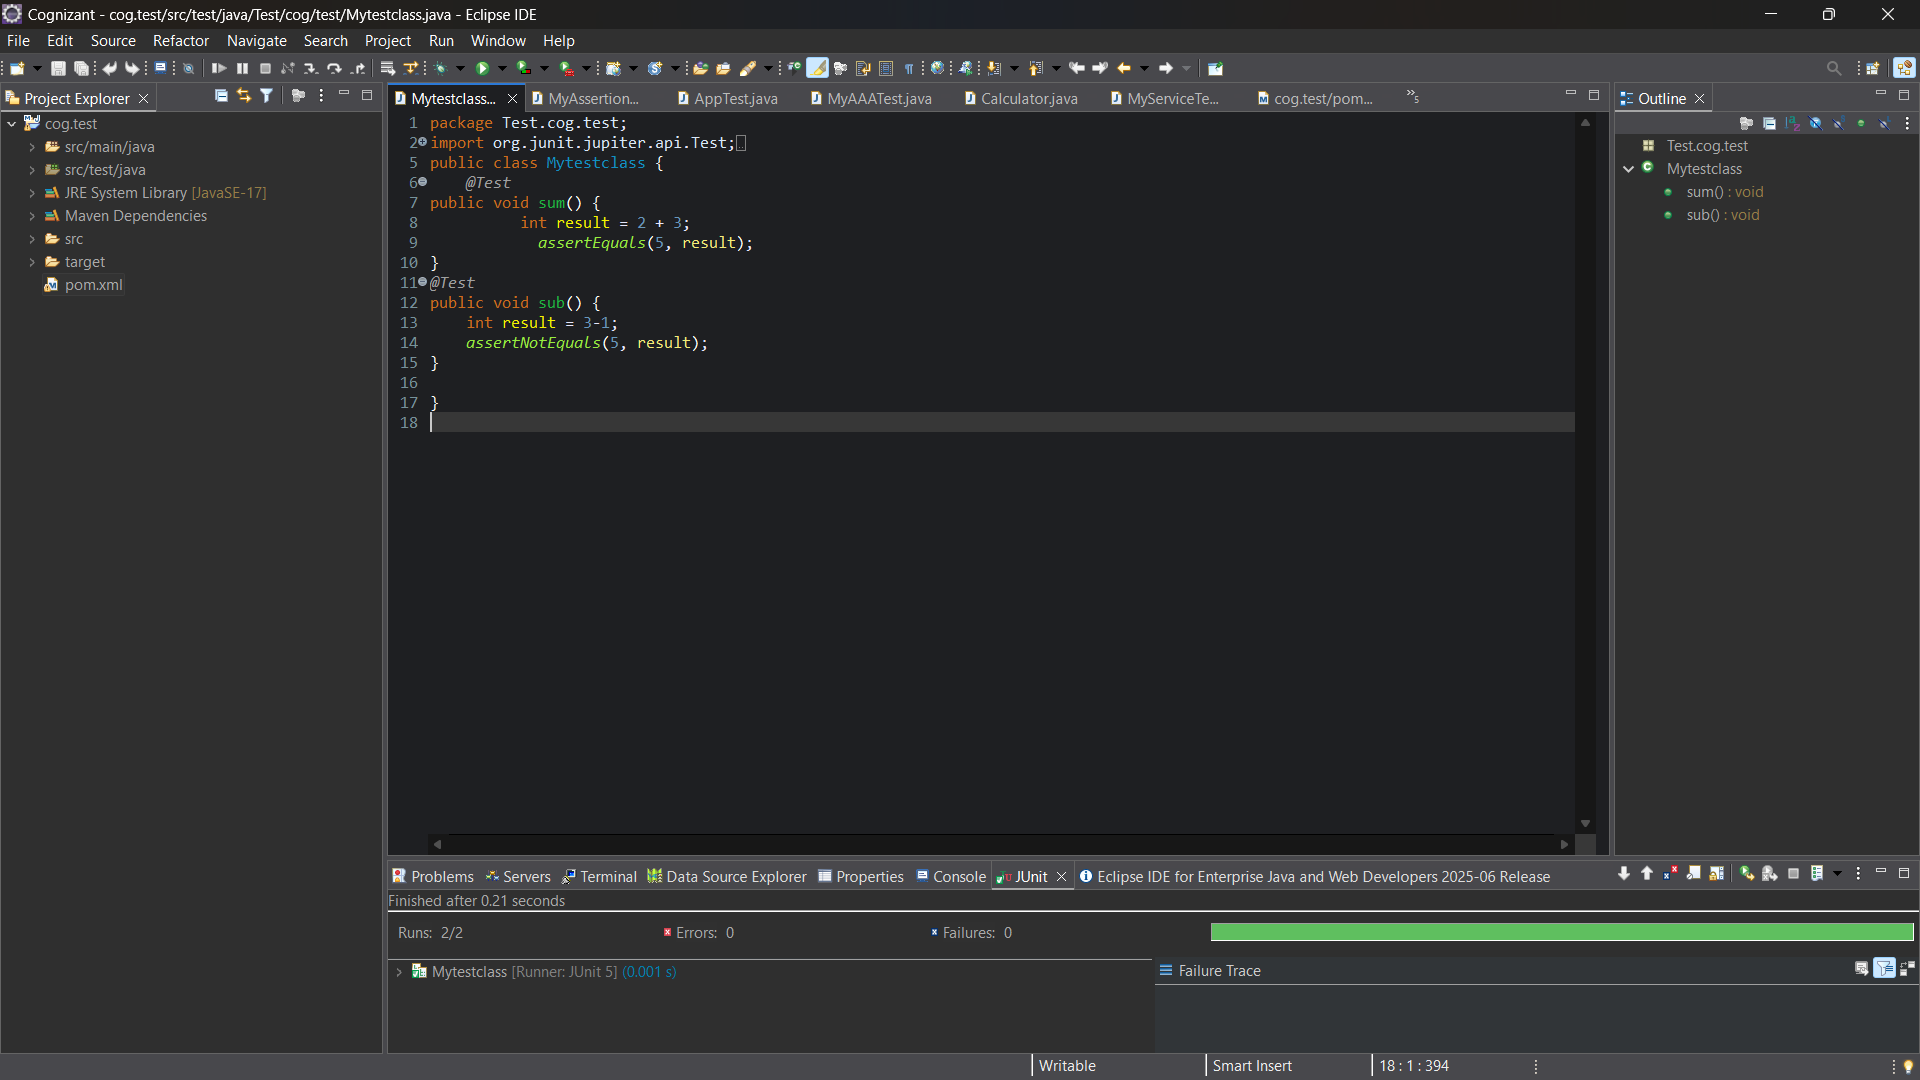 Cognizant - cog.test/src/test/java/Test/cog/test/Mytestclass.java - Eclipse IDE
File Edit Source Refactor Navigate Search Project Run Window Help
Project Explorer
cog.test
src/main/java
src/test/java
JRE System Library [JavaSE-17]
Maven Dependencies
src
target
pom.xml
Mytestclass... MyAssertion... AppTest.java MyAAATest.java Calculator.java MyServiceTe... cog.test/pom... »5
1 package Test.cog.test;
2 import org.junit.jupiter.api.Test;
5 public class Mytestclass {
6 @Test
7 public void sum() {
8 int result = 2 + 3;
9 assertEquals(5, result);
10 }
11 @Test
12 public void sub() {
13 int result = 3-1;
14 assertNotEquals(5, result);
15 }
16
17 }
18
Outline
Test.cog.test
Mytestclass
sum() : void
sub() : void
Problems Servers Terminal Data Source Explorer Properties Console JUnit Eclipse IDE for Enterprise Java and Web Developers 2025-06 Release
Finished after 0.21 seconds
Runs: 2/2 Errors: 0 Failures: 0
Mytestclass [Runner: JUnit 5] (0.001 s)
Failure Trace
Writable Smart Insert 18 : 1 : 394